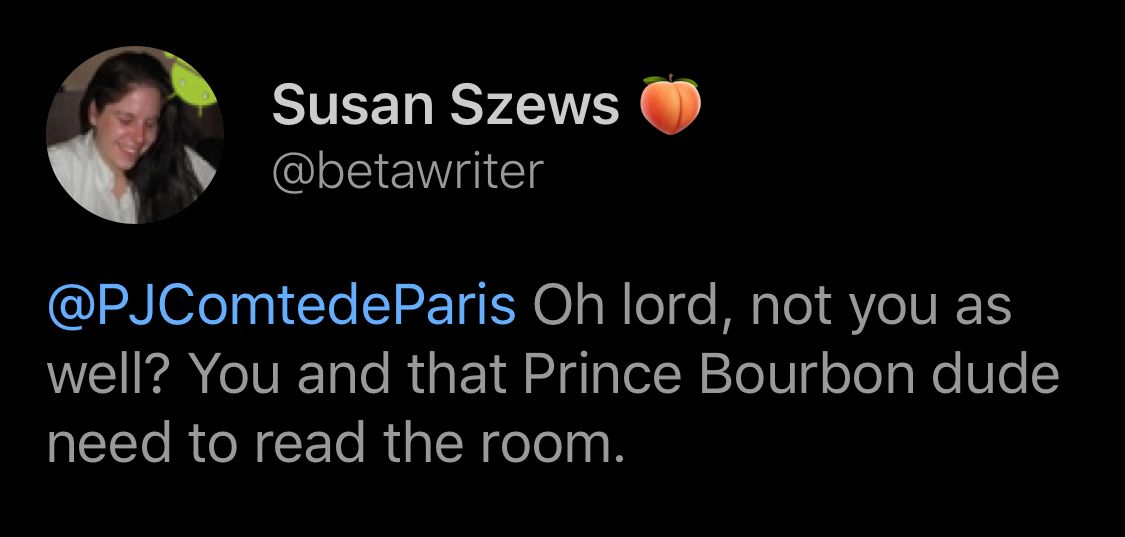 Susan Szews 🍑
@betawriter
@PJComtedeParis Oh lord, not you as
well? You and that Prince Bourbon dude
need to read the room.